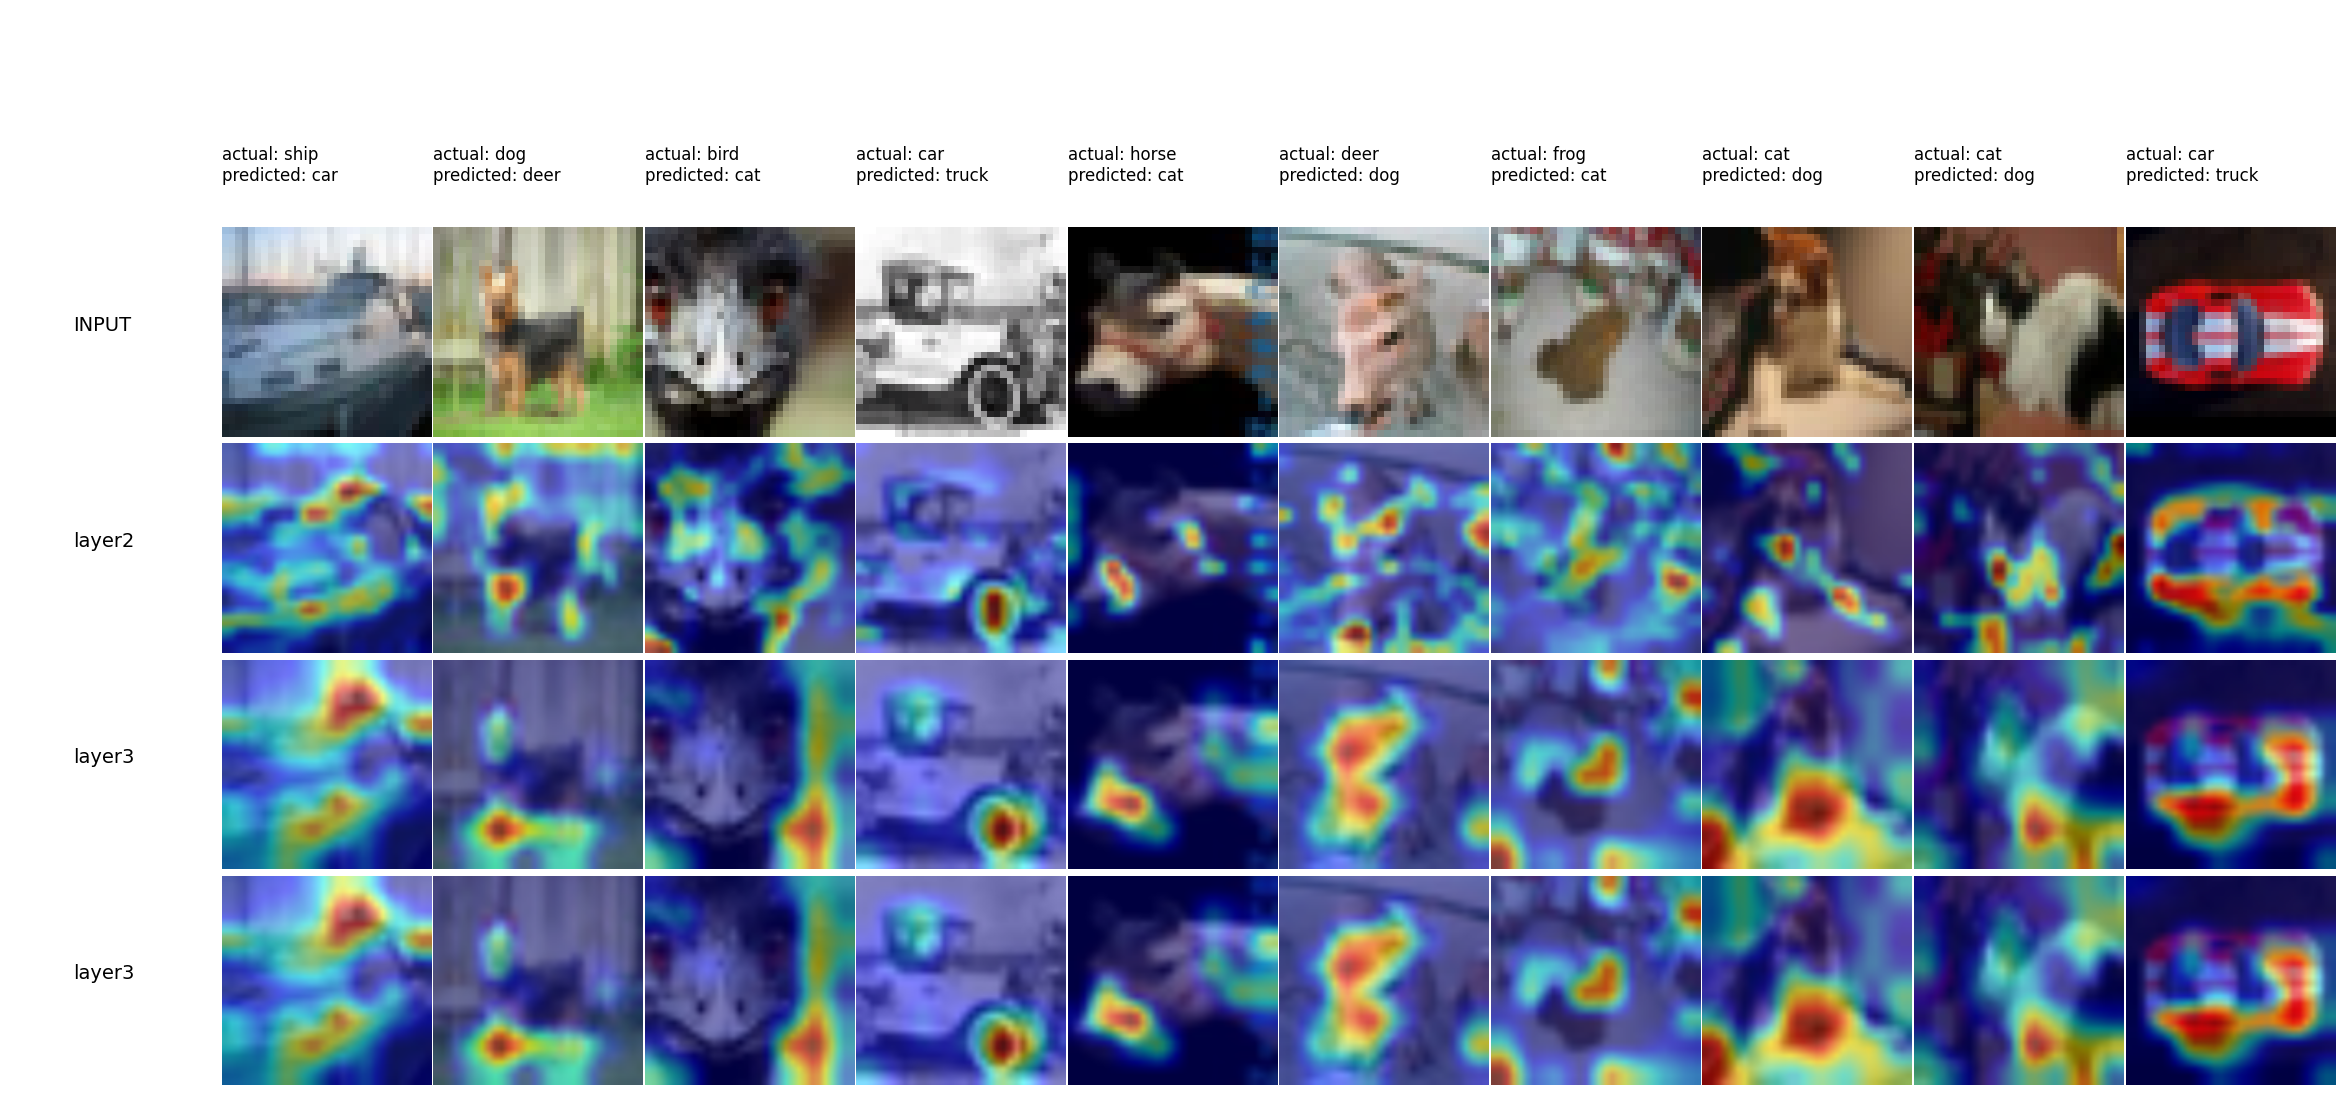 actual: ship
predicted: car
actual: dog
predicted: deer
actual: bird
predicted: cat
actual: car
predicted: truck
actual: horse
predicted: cat
actual: deer
predicted: dog
actual: frog
predicted: cat
actual: cat
predicted: dog
actual: cat
predicted: dog
actual: car
predicted: truck
INPUT
layer2
layer3
layer3